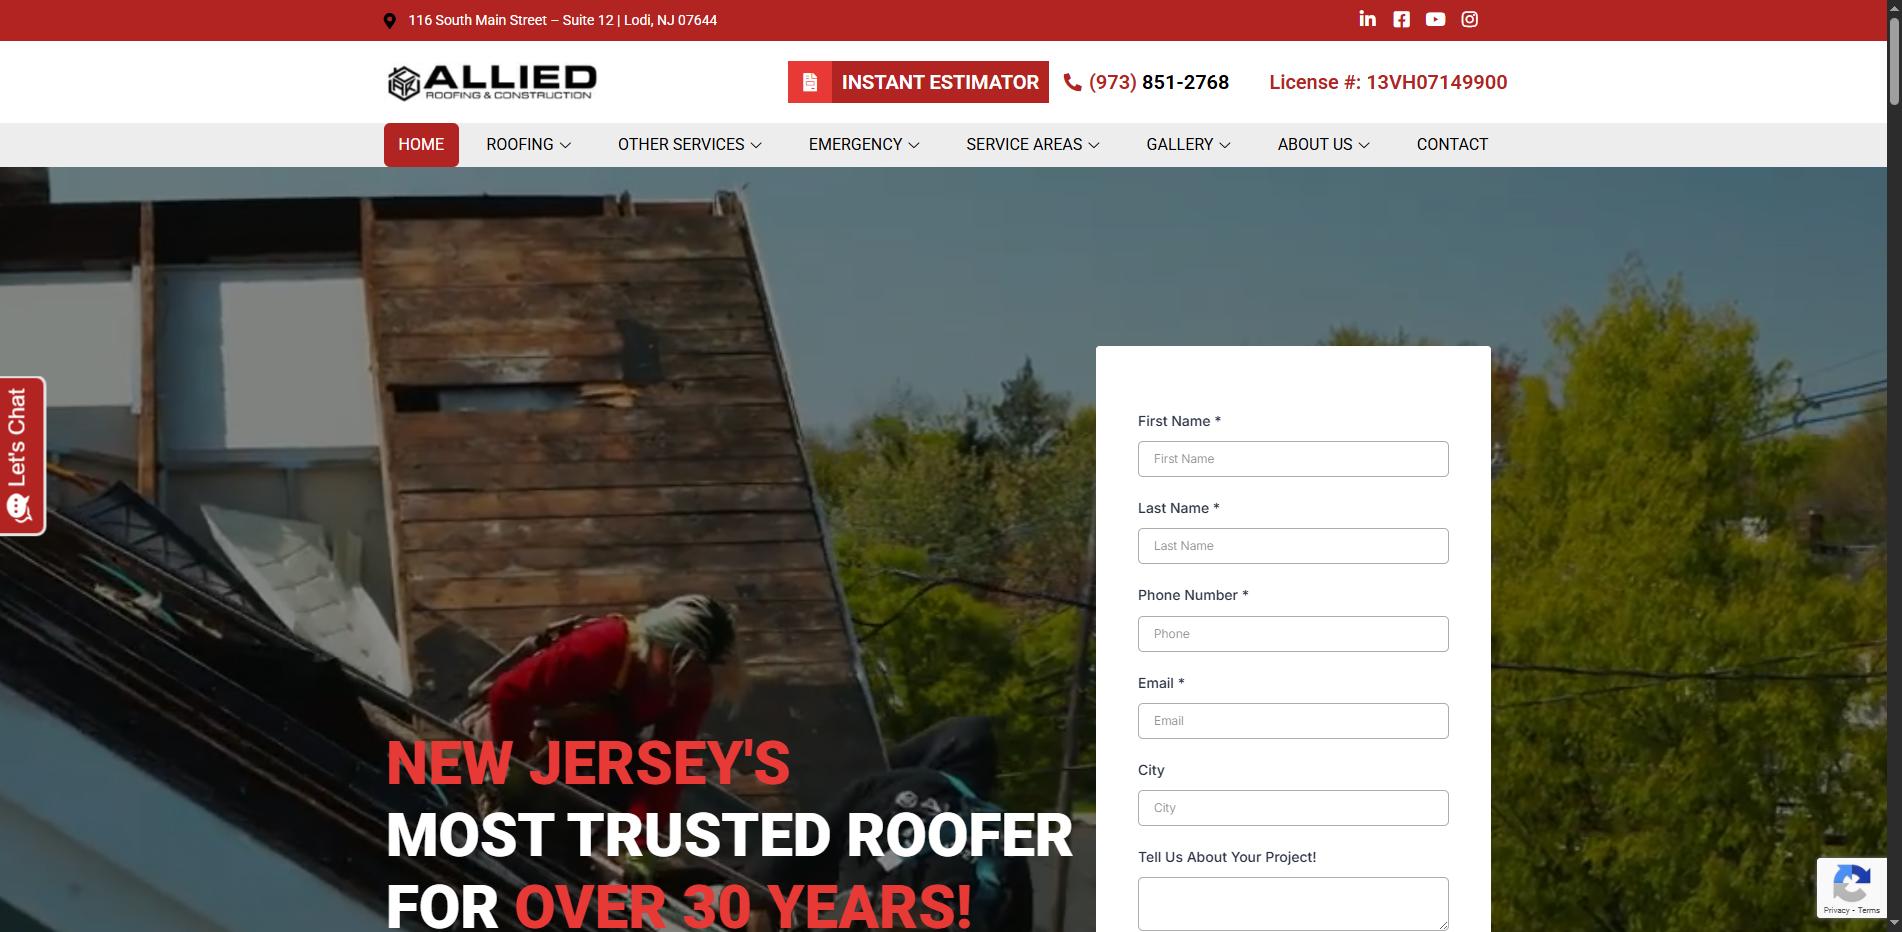 116 South Main Street – Suite 12 | Lodi, NJ 07644
ALLIED
ROOFING & CONSTRUCTION
INSTANT ESTIMATOR
(973) 851-2768
License #: 13VH07149900
HOME
ROOFING
OTHER SERVICES
EMERGENCY
SERVICE AREAS
GALLERY
ABOUT US
CONTACT
Let's Chat
NEW JERSEY'S
MOST TRUSTED ROOFER
FOR OVER 30 YEARS!
First Name *
First Name
Last Name *
Last Name
Phone Number *
Phone
Email *
Email
City
City
Tell Us About Your Project!
Privacy - Terms